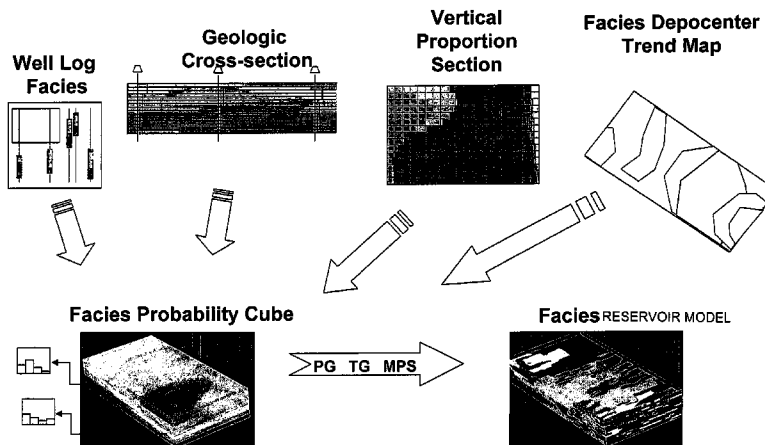 Well Log
Facies
Geologic
Cross-section
Vertical
Proportion
Section
Facies Depocenter
Trend Map
Facies Probability Cube
PG TG MPS
Facies RESERVOIR MODEL